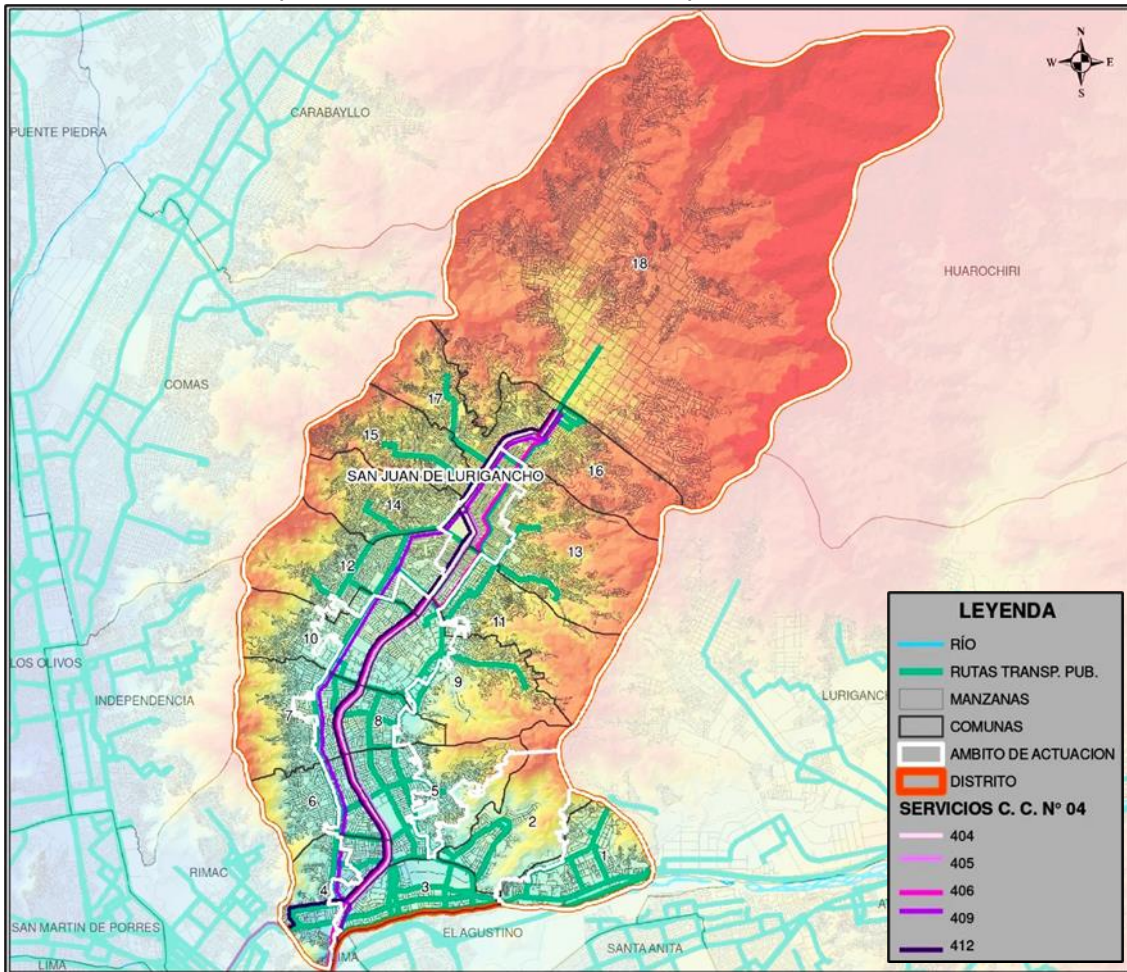 N
W E
S
CARABAYLLO
PUENTE PIEDRA
18
HUAROCHIRI
COMAS
17
15
16
SAN JUAN DE LURIGANCHO
14
13
12
11
10
LOS OLIVOS
9
INDEPENDENCIA
7
8
5
6
2
1
RIMAC
4
3
SAN MARTIN DE PORRES
EL AGUSTINO
SANTA ANITA
LIMA
LEYENDA
RÍO
RUTAS TRANSP. PUB.
MANZANAS
COMUNAS
AMBITO DE ACTUACION
DISTRITO
SERVICIOS C. C. N° 04
404
405
406
409
412